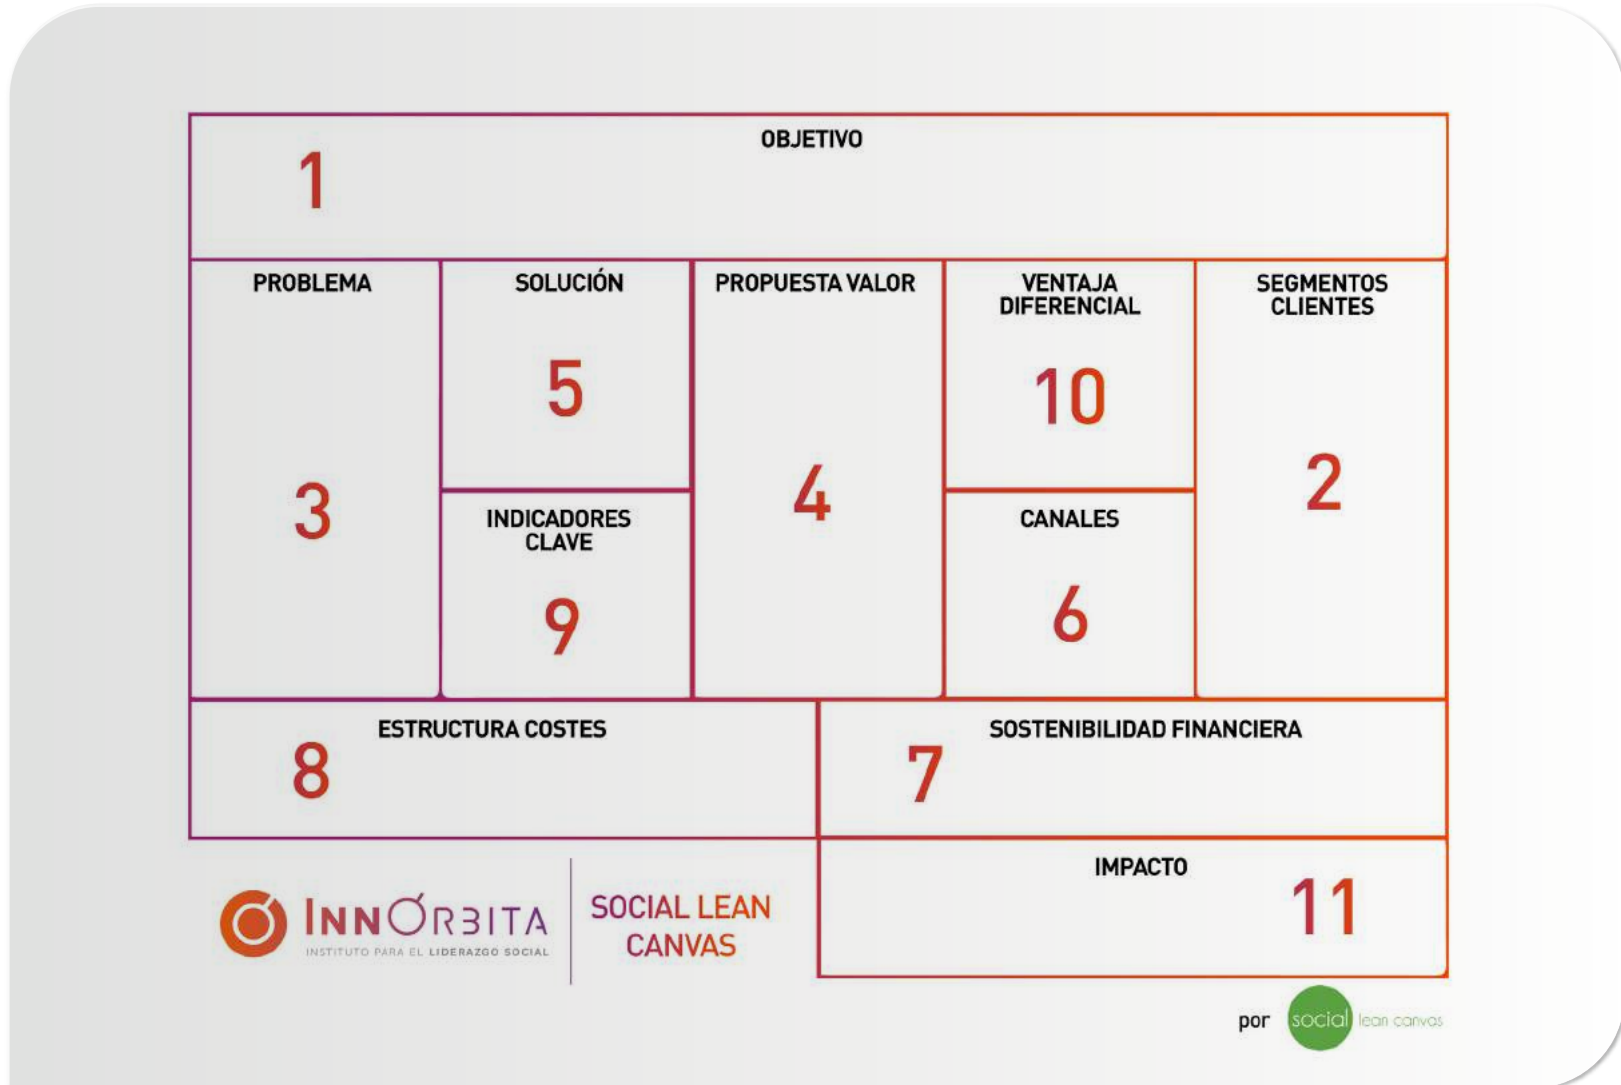 OBJETIVO
1
PROBLEMA
3
SOLUCIÓN
5
INDICADORES
CLAVE
9
PROPUESTA VALOR
4
VENTAJA
DIFERENCIAL
10
CANALES
6
SEGMENTOS
CLIENTES
2
ESTRUCTURA COSTES
8
SOSTENIBILIDAD FINANCIERA
7
IMPACTO
11
INNÓRBITA
INSTITUTO PARA EL LIDERAZGO SOCIAL
SOCIAL LEAN
CANVAS
por social lean canvas